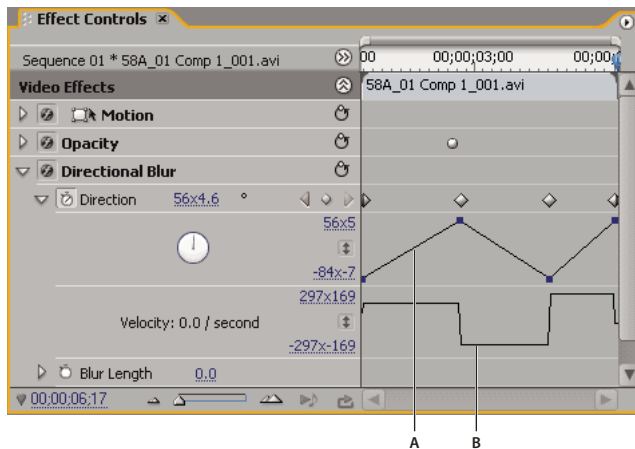 Effect Controls
Sequence 01 * 58A_01 Comp 1_001.avi
00 00;00;03;00 00;00;
Video Effects
58A_01 Comp 1_001.avi
Motion
Opacity
Directional Blur
Direction 56x4.6 °
56x5
-84x-7
297x169
Velocity: 0.0 / second
-297x-169
Blur Length 0.0
00;00;06;17
A B